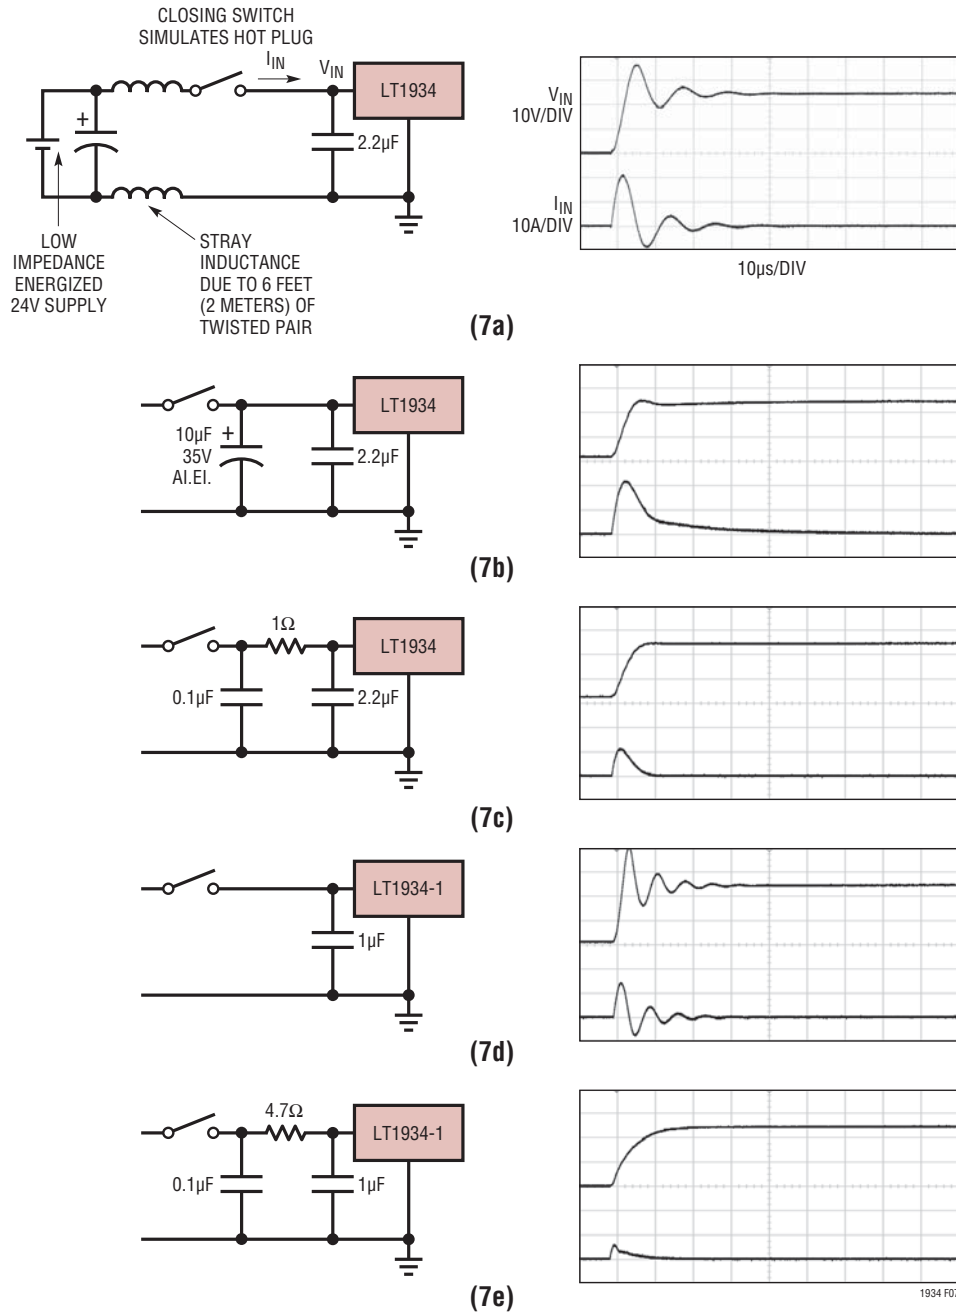 CLOSING SWITCH
SIMULATES HOT PLUG
I_IN
V_IN
LT1934
+
2.2µF
LOW
IMPEDANCE
ENERGIZED
24V SUPPLY
STRAY
INDUCTANCE
DUE TO 6 FEET
(2 METERS) OF
TWISTED PAIR
V_IN
10V/DIV
I_IN
10A/DIV
10µs/DIV
(7a)
LT1934
10µF
+
35V
AI.EI.
2.2µF
(7b)
1Ω
LT1934
0.1µF
2.2µF
(7c)
LT1934-1
1µF
(7d)
4.7Ω
LT1934-1
0.1µF
1µF
(7e)
1934 F07